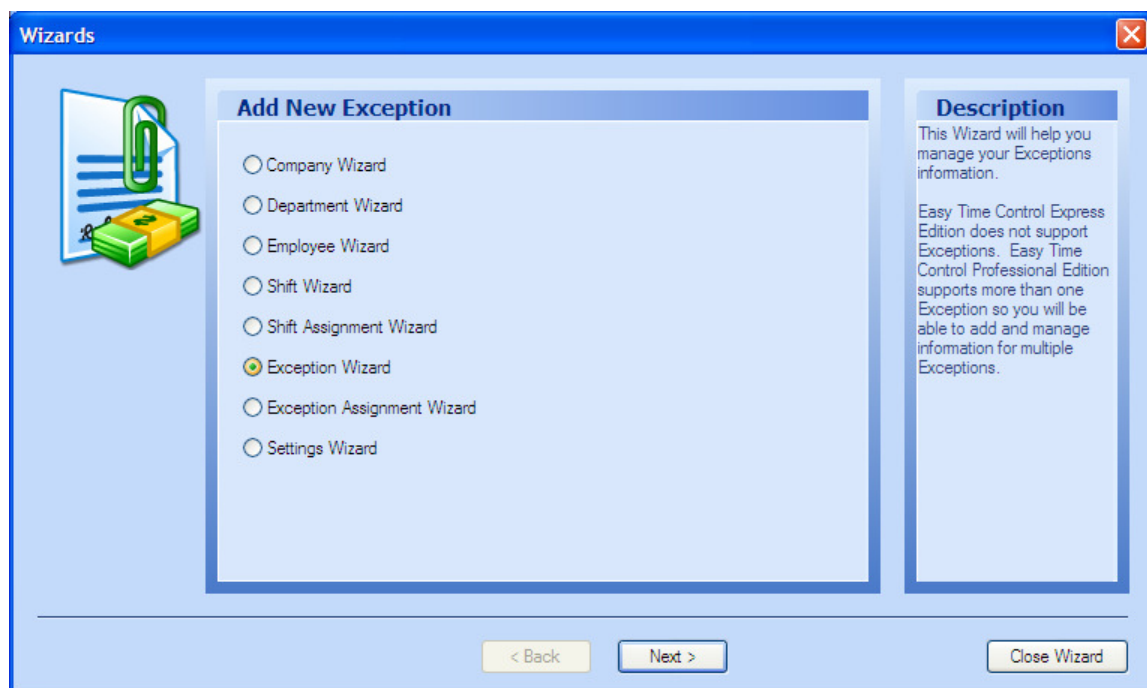 Wizards
Add New Exception
Company Wizard
Department Wizard
Employee Wizard
Shift Wizard
Shift Assignment Wizard
Exception Wizard
Exception Assignment Wizard
Settings Wizard
Description
This Wizard will help you
manage your Exceptions
information.
Easy Time Control Express
Edition does not support
Exceptions. Easy Time
Control Professional Edition
supports more than one
Exception so you will be
able to add and manage
information for multiple
Exceptions.
< Back
Next >
Close Wizard